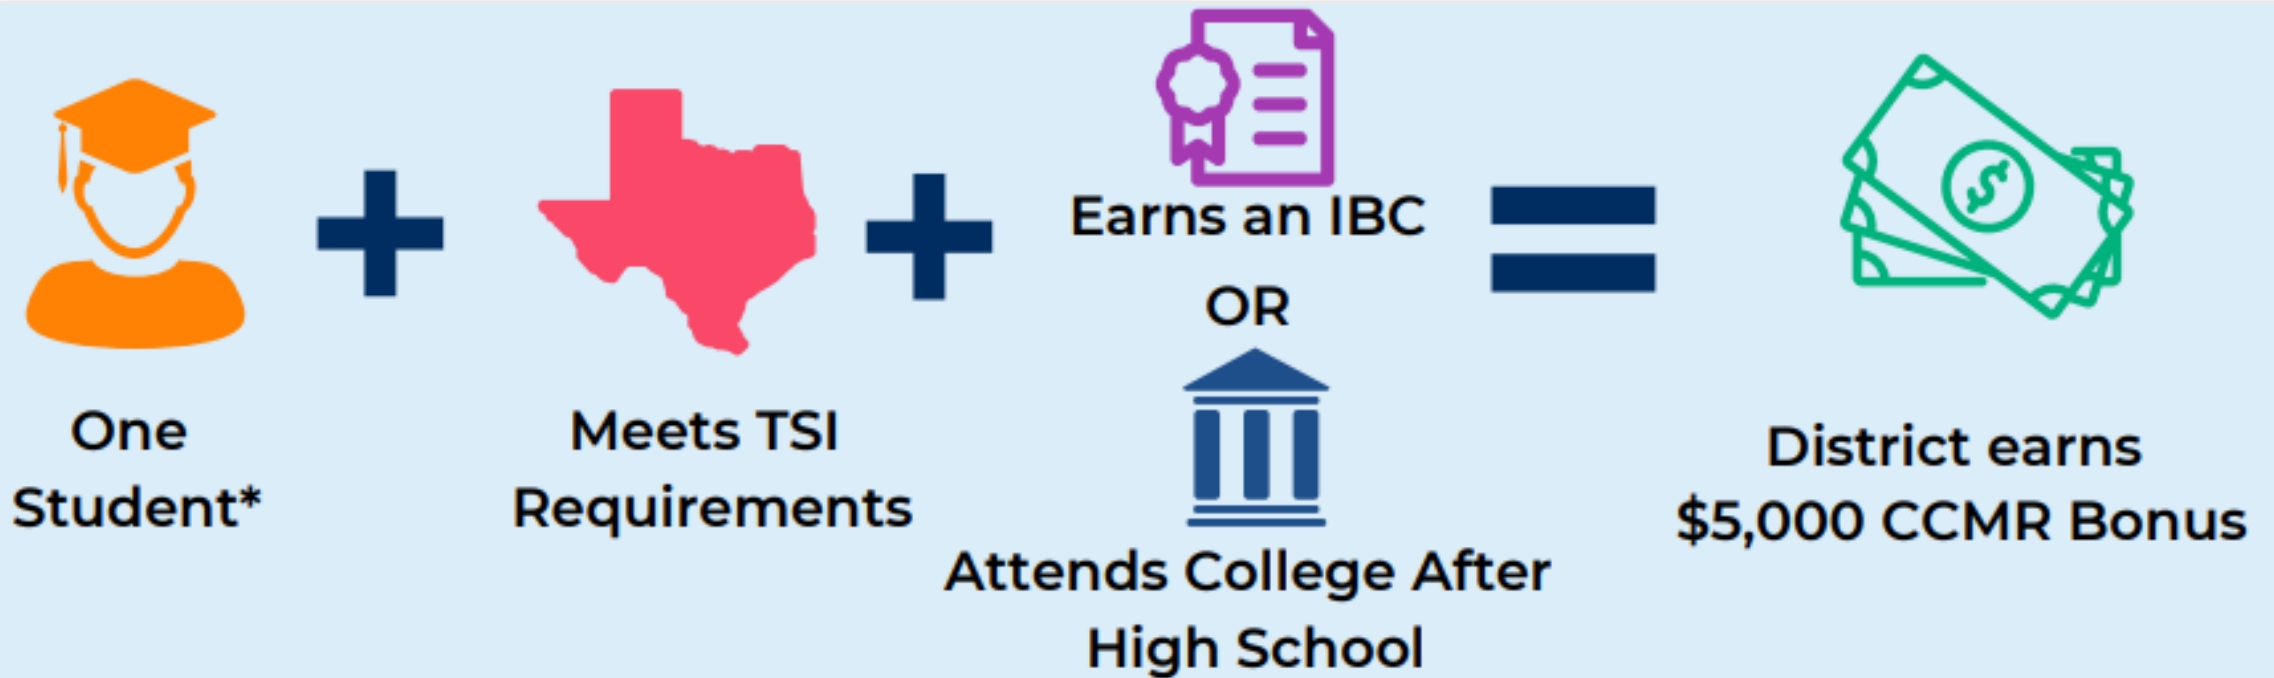 One
Student*
Meets TSI
Requirements
Earns an IBC
OR
Attends College After
High School
$
District earns
$5,000 CCMR Bonus